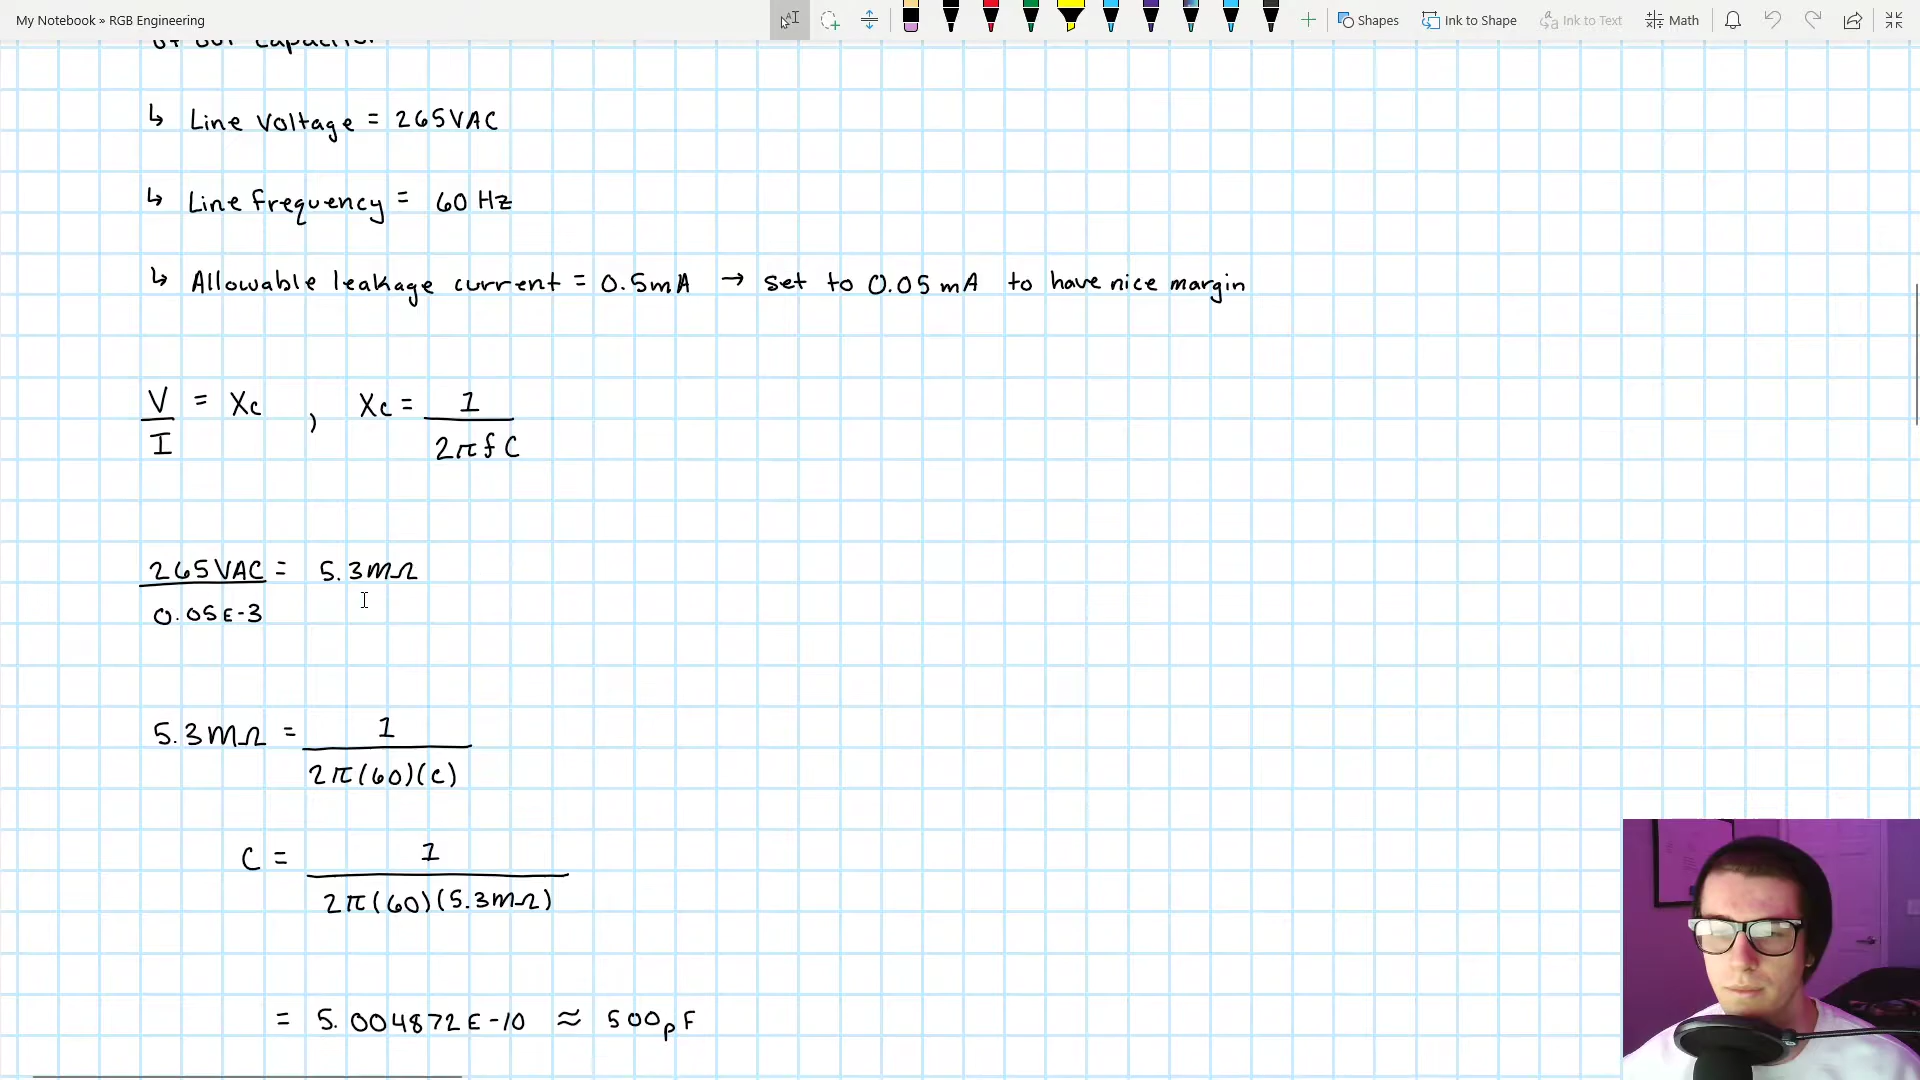 My Notebook » RGB Engineering
Shapes
Ink to Shape
Ink to Text
Math
of our capacitor
↳ Line Voltage = 265VAC
↳ Line frequency = 60 Hz
↳ Allowable leakage current = 0.5mA → set to 0.05 mA to have nice margin
V/I = Xc , Xc = 1/2πfC
265VAC/0.05E-3 = 5.3MΩ
5.3MΩ = 1/2π(60)(C)
C = 1/2π(60)(5.3MΩ)
= 5.004872E-10 ≈ 500pF